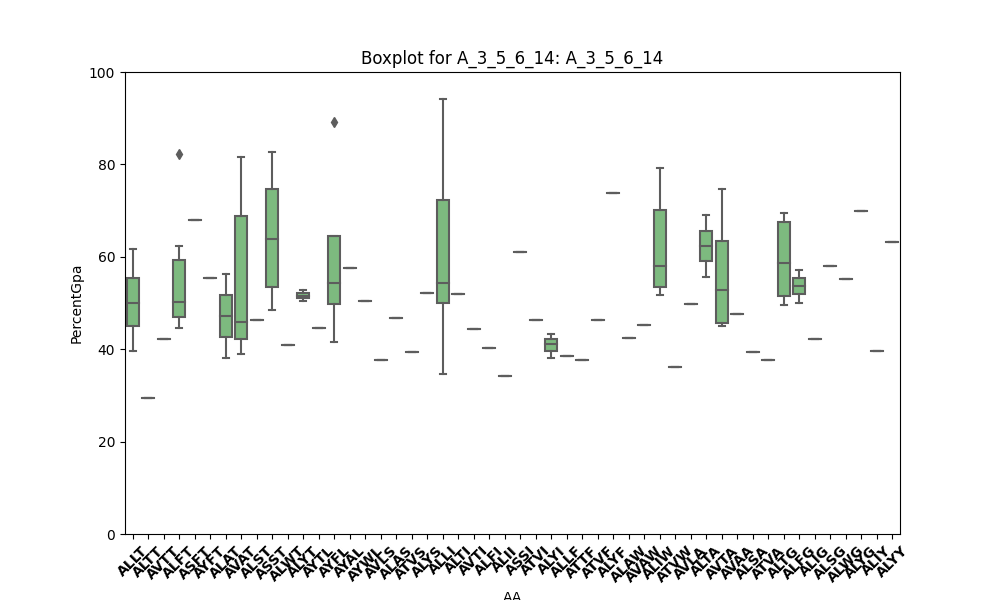 Boxplot for A_3_5_6_14: A_3_5_6_14
PercentGpa
100
80
60
40
20
0
ALLT
ALTT
AVTT
ALFT
ASFT
AYFT
ALAT
AVAT
ALST
ASST
ALWT
ALYT
AYTL
AYFL
AYAL
AYWL
AVLS
ALAS
ATVS
ALYS
ALLI
ALTI
AVTI
ALFI
ALII
ASSI
ATVI
ALYI
ALLF
ATTF
ATVF
ALYF
ALAW
AVAW
ALIW
ATVW
AVLA
ALTA
AVTA
AVAA
ALSA
ATVA
ALTG
ALFG
ALIG
ALSG
ALWG
ALYG
ALIY
ALYY
AA